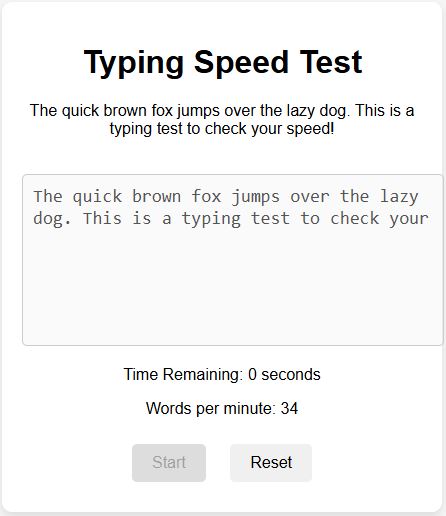 Typing Speed Test
The quick brown fox jumps over the lazy dog. This is a
typing test to check your speed!
The quick brown fox jumps over the lazy
dog. This is a typing test to check your
Time Remaining: 0 seconds
Words per minute: 34
Start Reset